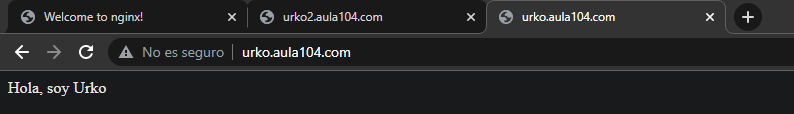 Welcome to nginx!
urko2.aula104.com
urko.aula104.com
No es seguro urko.aula104.com
Hola, soy Urko